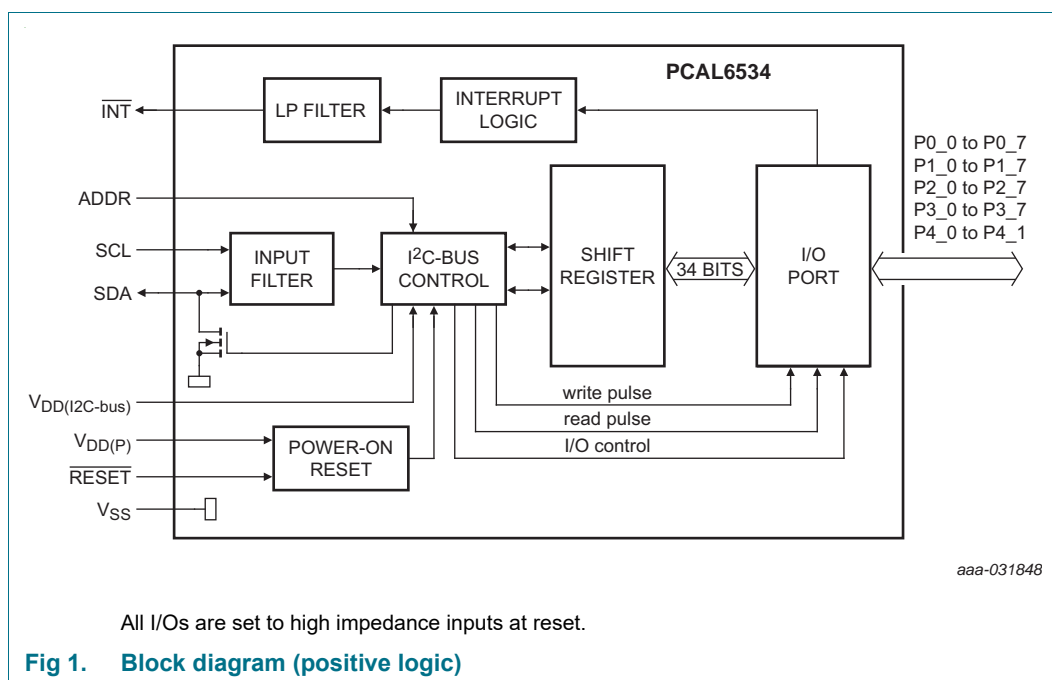 PCAL6534
INT
LP FILTER
INTERRUPT
LOGIC
P0_0 to P0_7
P1_0 to P1_7
P2_0 to P2_7
P3_0 to P3_7
P4_0 to P4_1
ADDR
SCL
SDA
INPUT
FILTER
I²C-BUS
CONTROL
SHIFT
REGISTER
34 BITS
I/O
PORT
write pulse
read pulse
I/O control
VDD(I2C-bus)
VDD(P)
RESET
VSS
POWER-ON
RESET
aaa-031848
All I/Os are set to high impedance inputs at reset.
Fig 1. Block diagram (positive logic)